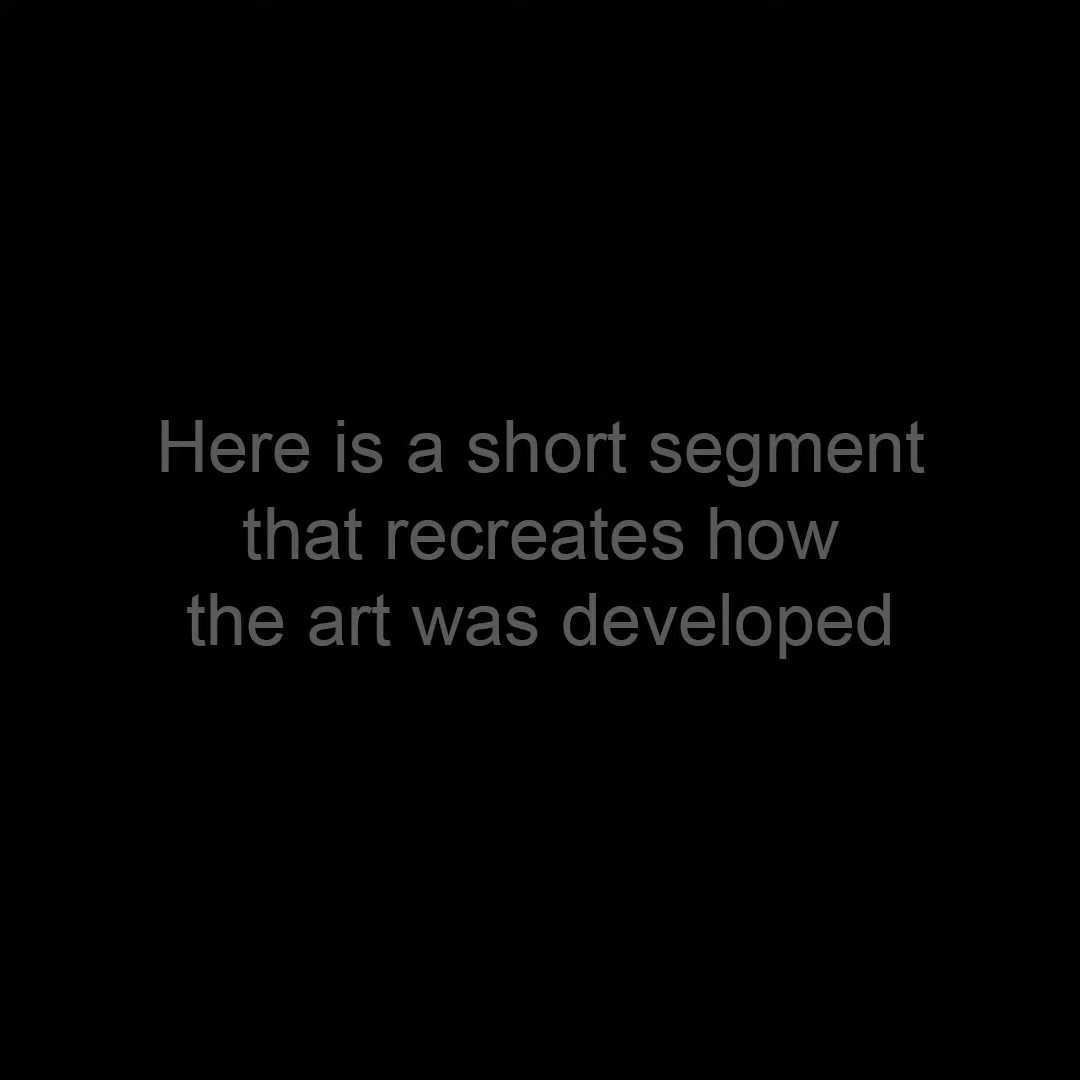 Here is a short segment
that recreates how
the art was developed